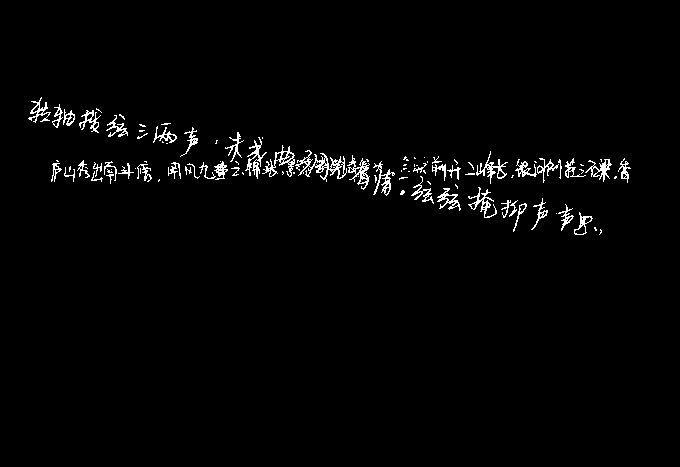 转轴拨弦三两声，未成曲调先有情。弦弦掩抑声声思，
庐山秀出南斗傍，屏风九叠云锦张，影落明湖青黛光。金阙前开二峰长，银河倒挂三石梁。香